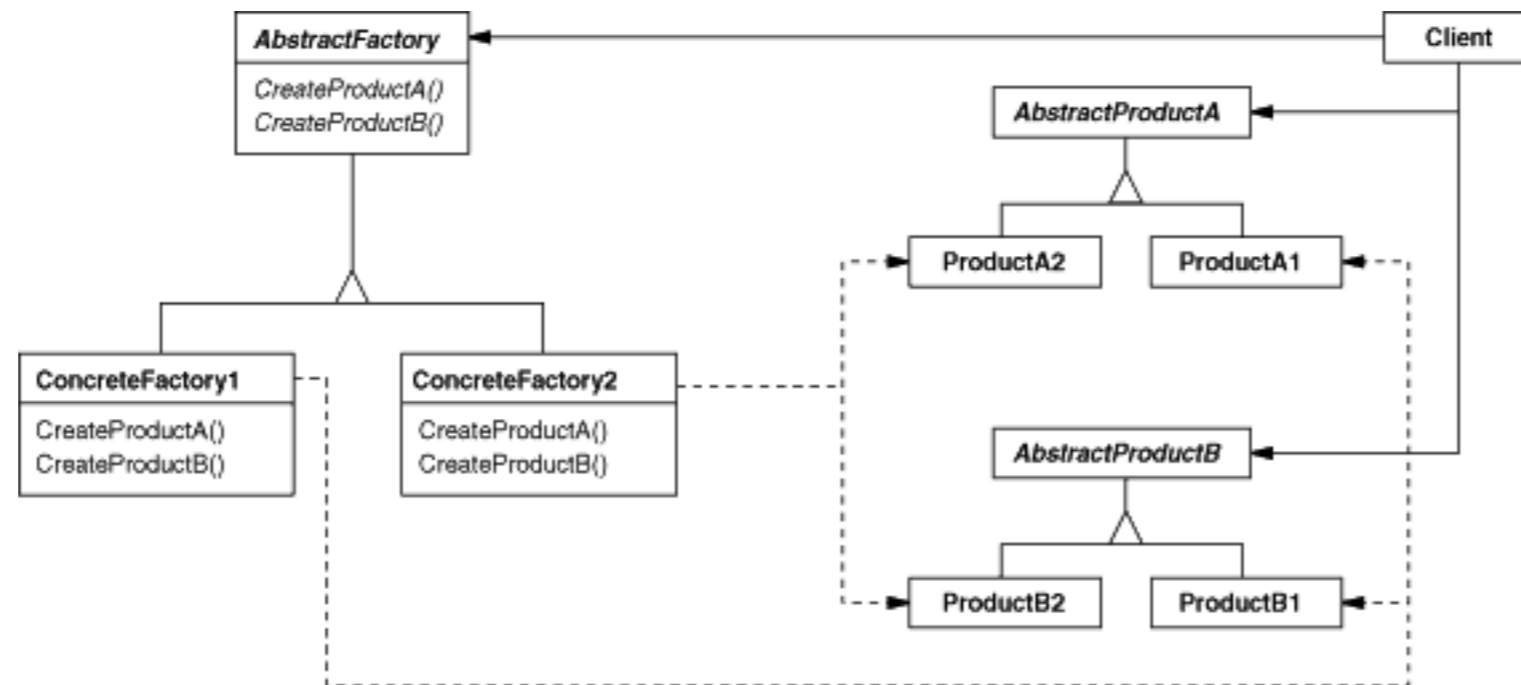 AbstractFactory
CreateProductA()
CreateProductB()
Client
AbstractProductA
ProductA2
ProductA1
ConcreteFactory1
CreateProductA()
CreateProductB()
ConcreteFactory2
CreateProductA()
CreateProductB()
AbstractProductB
ProductB2
ProductB1